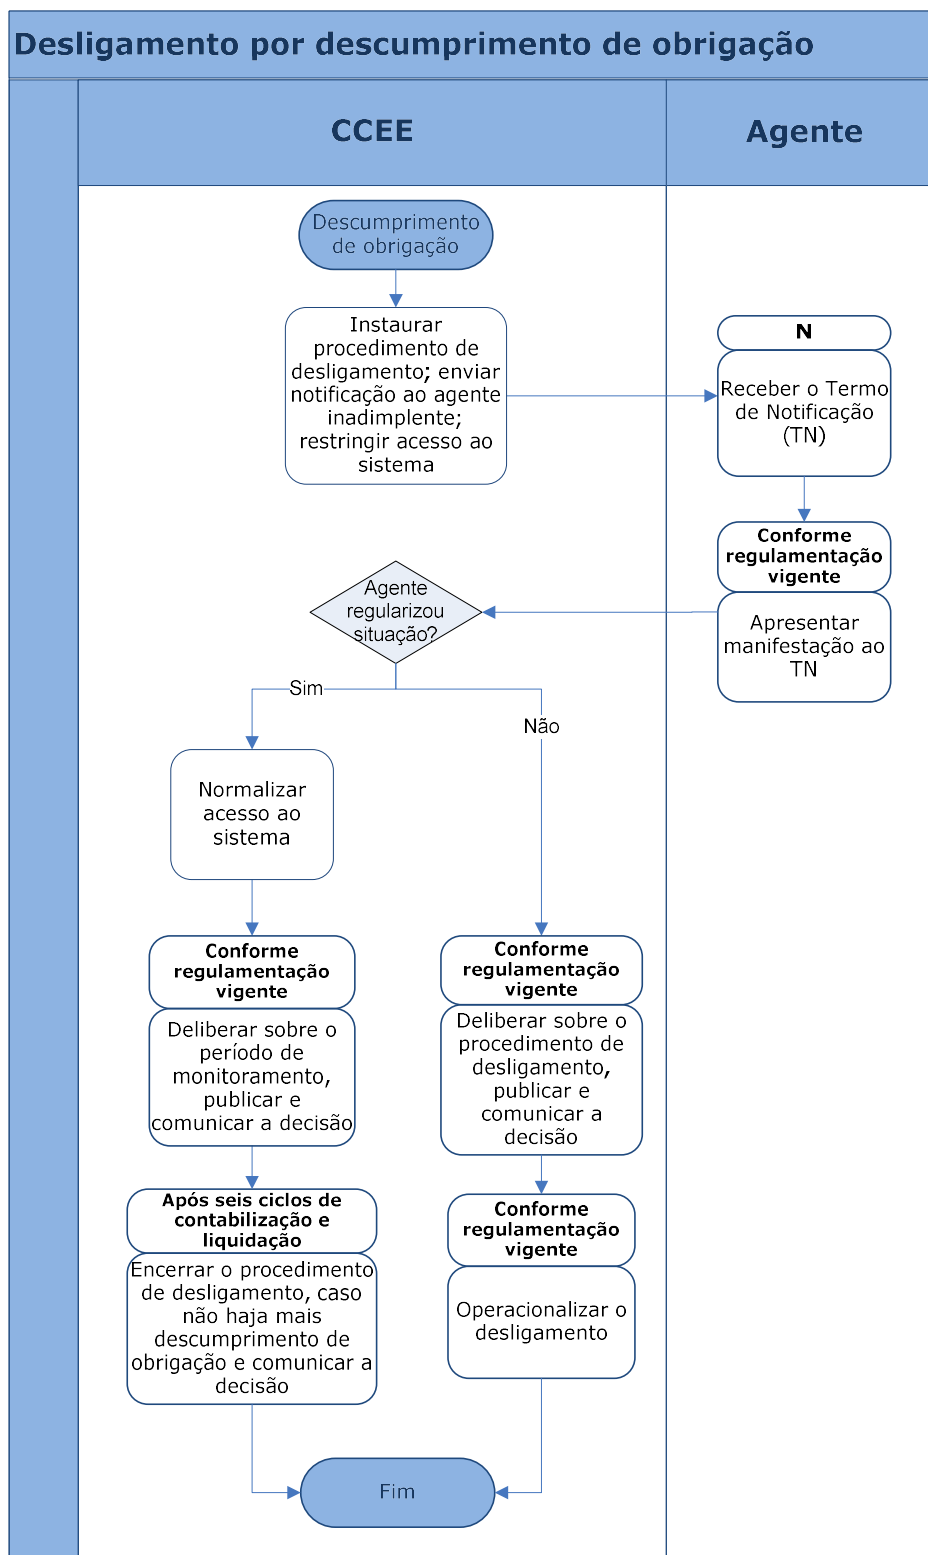 Desligamento por descumprimento de obrigação
CCEE
Agente
Descumprimento
de obrigação
Instaurar
procedimento de
desligamento; enviar
notificação ao agente
inadimplente;
restringir acesso ao
sistema
N
Receber o Termo
de Notificação
(TN)
Conforme
regulamentação
vigente
Apresentar
manifestação ao
TN
Agente
regularizou
situação?
Sim
Não
Normalizar
acesso ao
sistema
Conforme
regulamentação
vigente
Deliberar sobre o
período de
monitoramento,
publicar e
comunicar a decisão
Após seis ciclos de
contabilização e
liquidação
Encerrar o procedimento
de desligamento, caso
não haja mais
descumprimento de
obrigação e comunicar a
decisão
Conforme
regulamentação
vigente
Deliberar sobre o
procedimento de
desligamento,
publicar e
comunicar a
decisão
Conforme
regulamentação
vigente
Operacionalizar o
desligamento
Fim